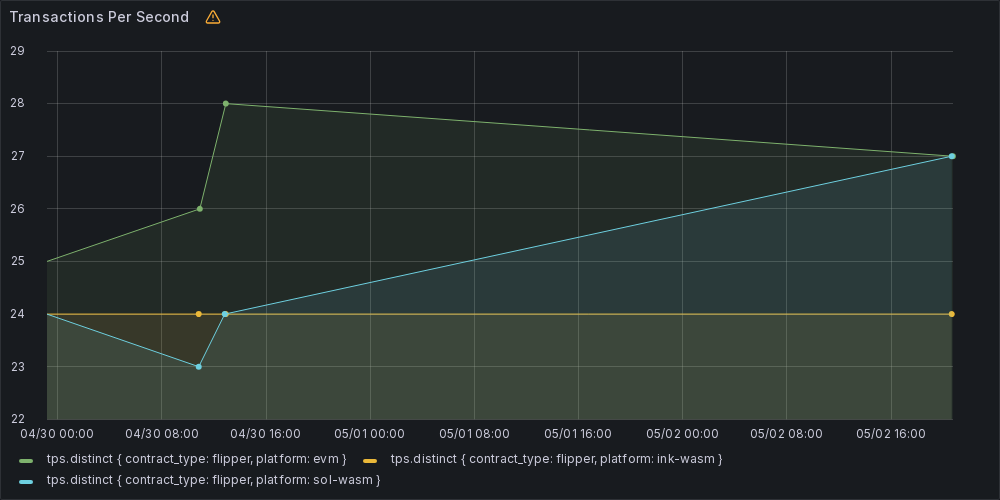 Transactions Per Second
29
28
27
26
25
24
23
22
04/30 00:00 04/30 08:00 04/30 16:00 05/01 00:00 05/01 08:00 05/01 16:00 05/02 00:00 05/02 08:00 05/02 16:00
tps.distinct { contract_type: flipper, platform: evm } tps.distinct { contract_type: flipper, platform: ink-wasm }
tps.distinct { contract_type: flipper, platform: sol-wasm }